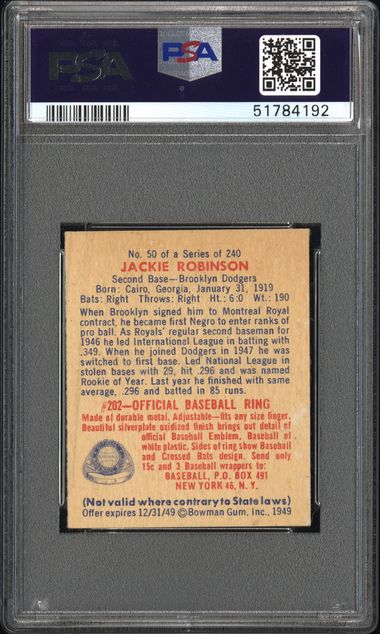 PSA
PSA
51784192
No. 50 of a Series of 240
JACKIE ROBINSON
Second Base—Brooklyn Dodgers
Born: Cairo, Georgia, January 31, 1919
Bats: Right Throws: Right Ht.: 6:0 Wt.: 190
When Brooklyn signed him to Montreal Royal
contract, he became first Negro to enter ranks of
pro ball. As Royals' regular second baseman for
1946 he led International League in batting with
.349. When he joined Dodgers in 1947 he was
switched to first base. Led National League in
stolen bases with 29, hit .296 and was named
Rookie of Year. Last year he finished with same
average, .296 and batted in 85 runs.
#202—OFFICIAL BASEBALL RING
Made of durable metal. Adjustable—fits any size finger.
Beautiful silverplate oxidized finish brings out detail of
official Baseball Emblem. Baseball of
white plastic. Sides of ring show Baseball
and Crossed Bats design. Send only
15c and 3 Baseball wrappers to:
BASEBALL, P.O. BOX 491
NEW YORK 46, N. Y.
(Not valid where contrary to State laws)
Offer expires 12/31/49 ©Bowman Gum, Inc., 1949